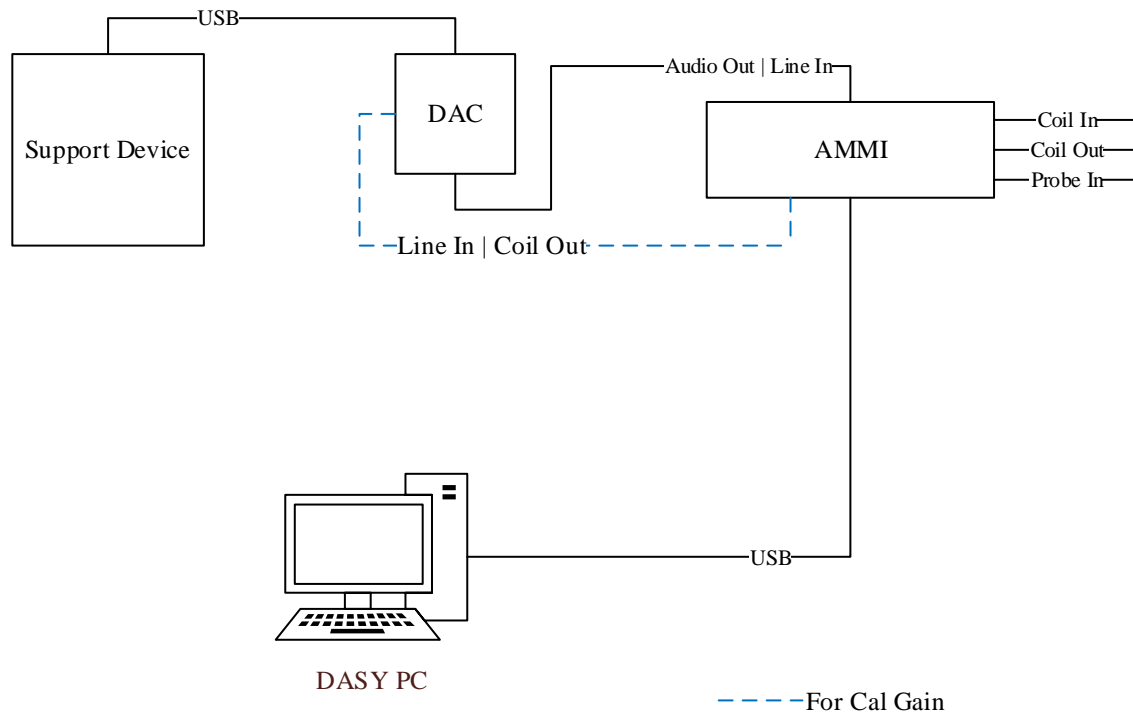 USB
Support Device
DAC
Audio Out | Line In
AMMI
Coil In
Coil Out
Probe In
Line In | Coil Out
USB
DASY PC
For Cal Gain